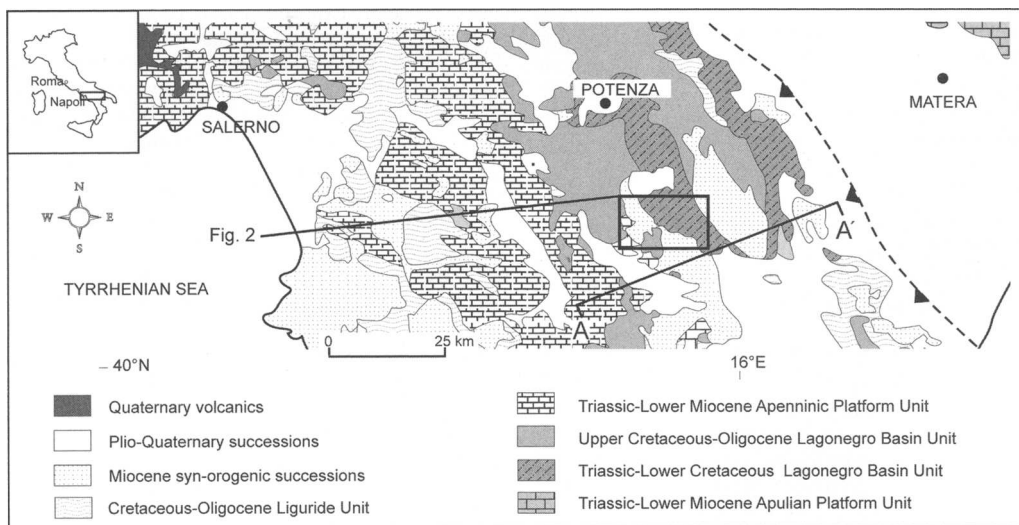 Roma
Napoli
SALERNO
POTENZA
MATERA
N
W E
S
Fig. 2
A´
TYRRHENIAN SEA
A
0 25 km
– 40°N
16°E
Quaternary volcanics
Plio-Quaternary successions
Miocene syn-orogenic successions
Cretaceous-Oligocene Liguride Unit
Triassic-Lower Miocene Apenninic Platform Unit
Upper Cretaceous-Oligocene Lagonegro Basin Unit
Triassic-Lower Cretaceous Lagonegro Basin Unit
Triassic-Lower Miocene Apulian Platform Unit